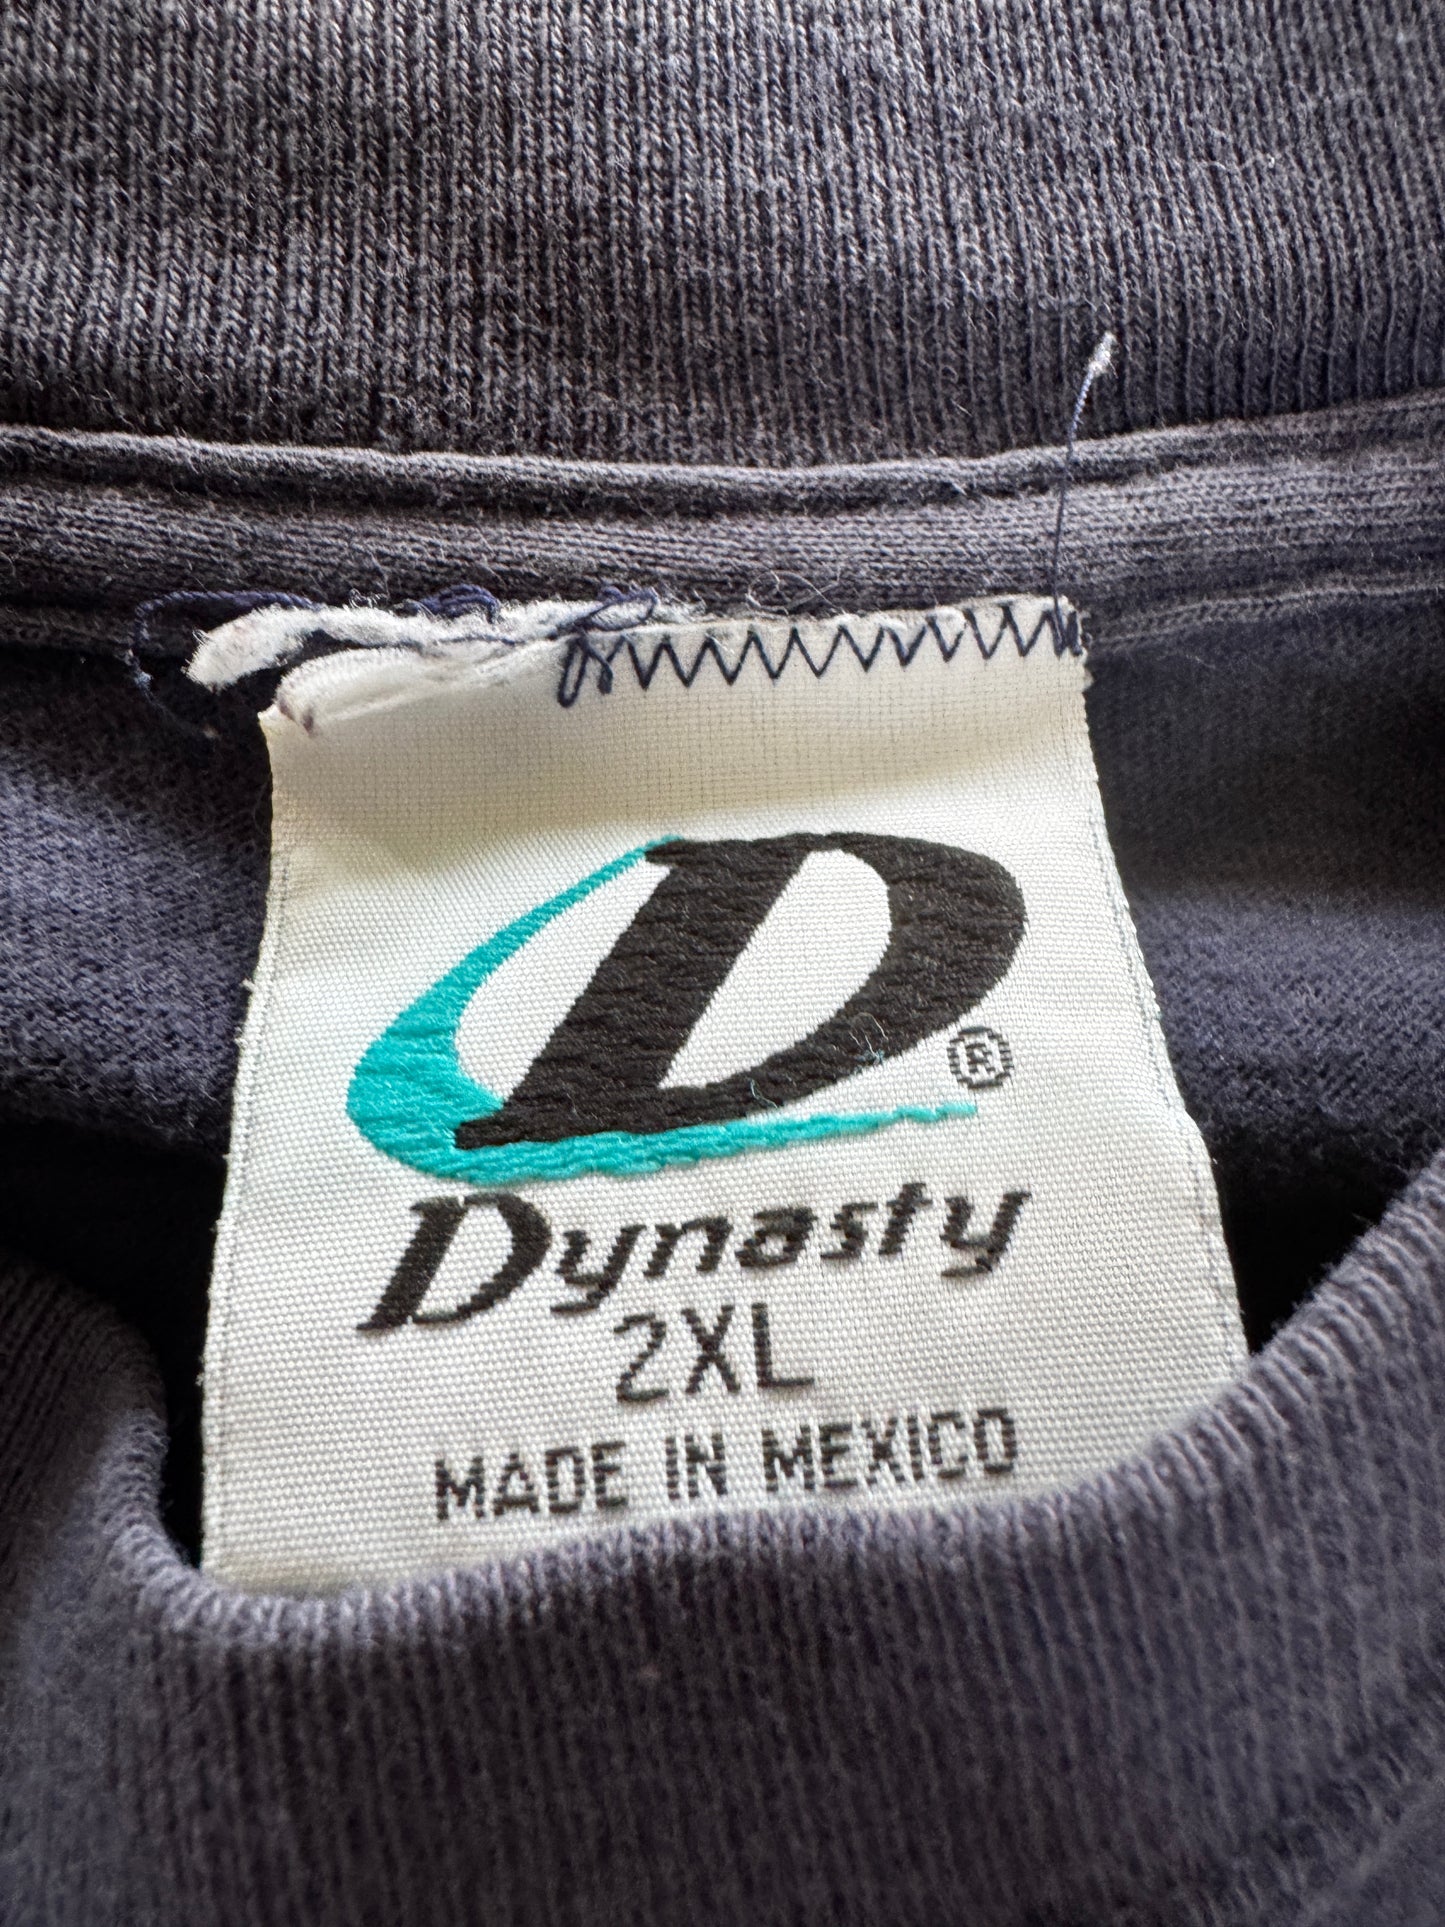 D ®
Dynasty
2XL
MADE IN MEXICO